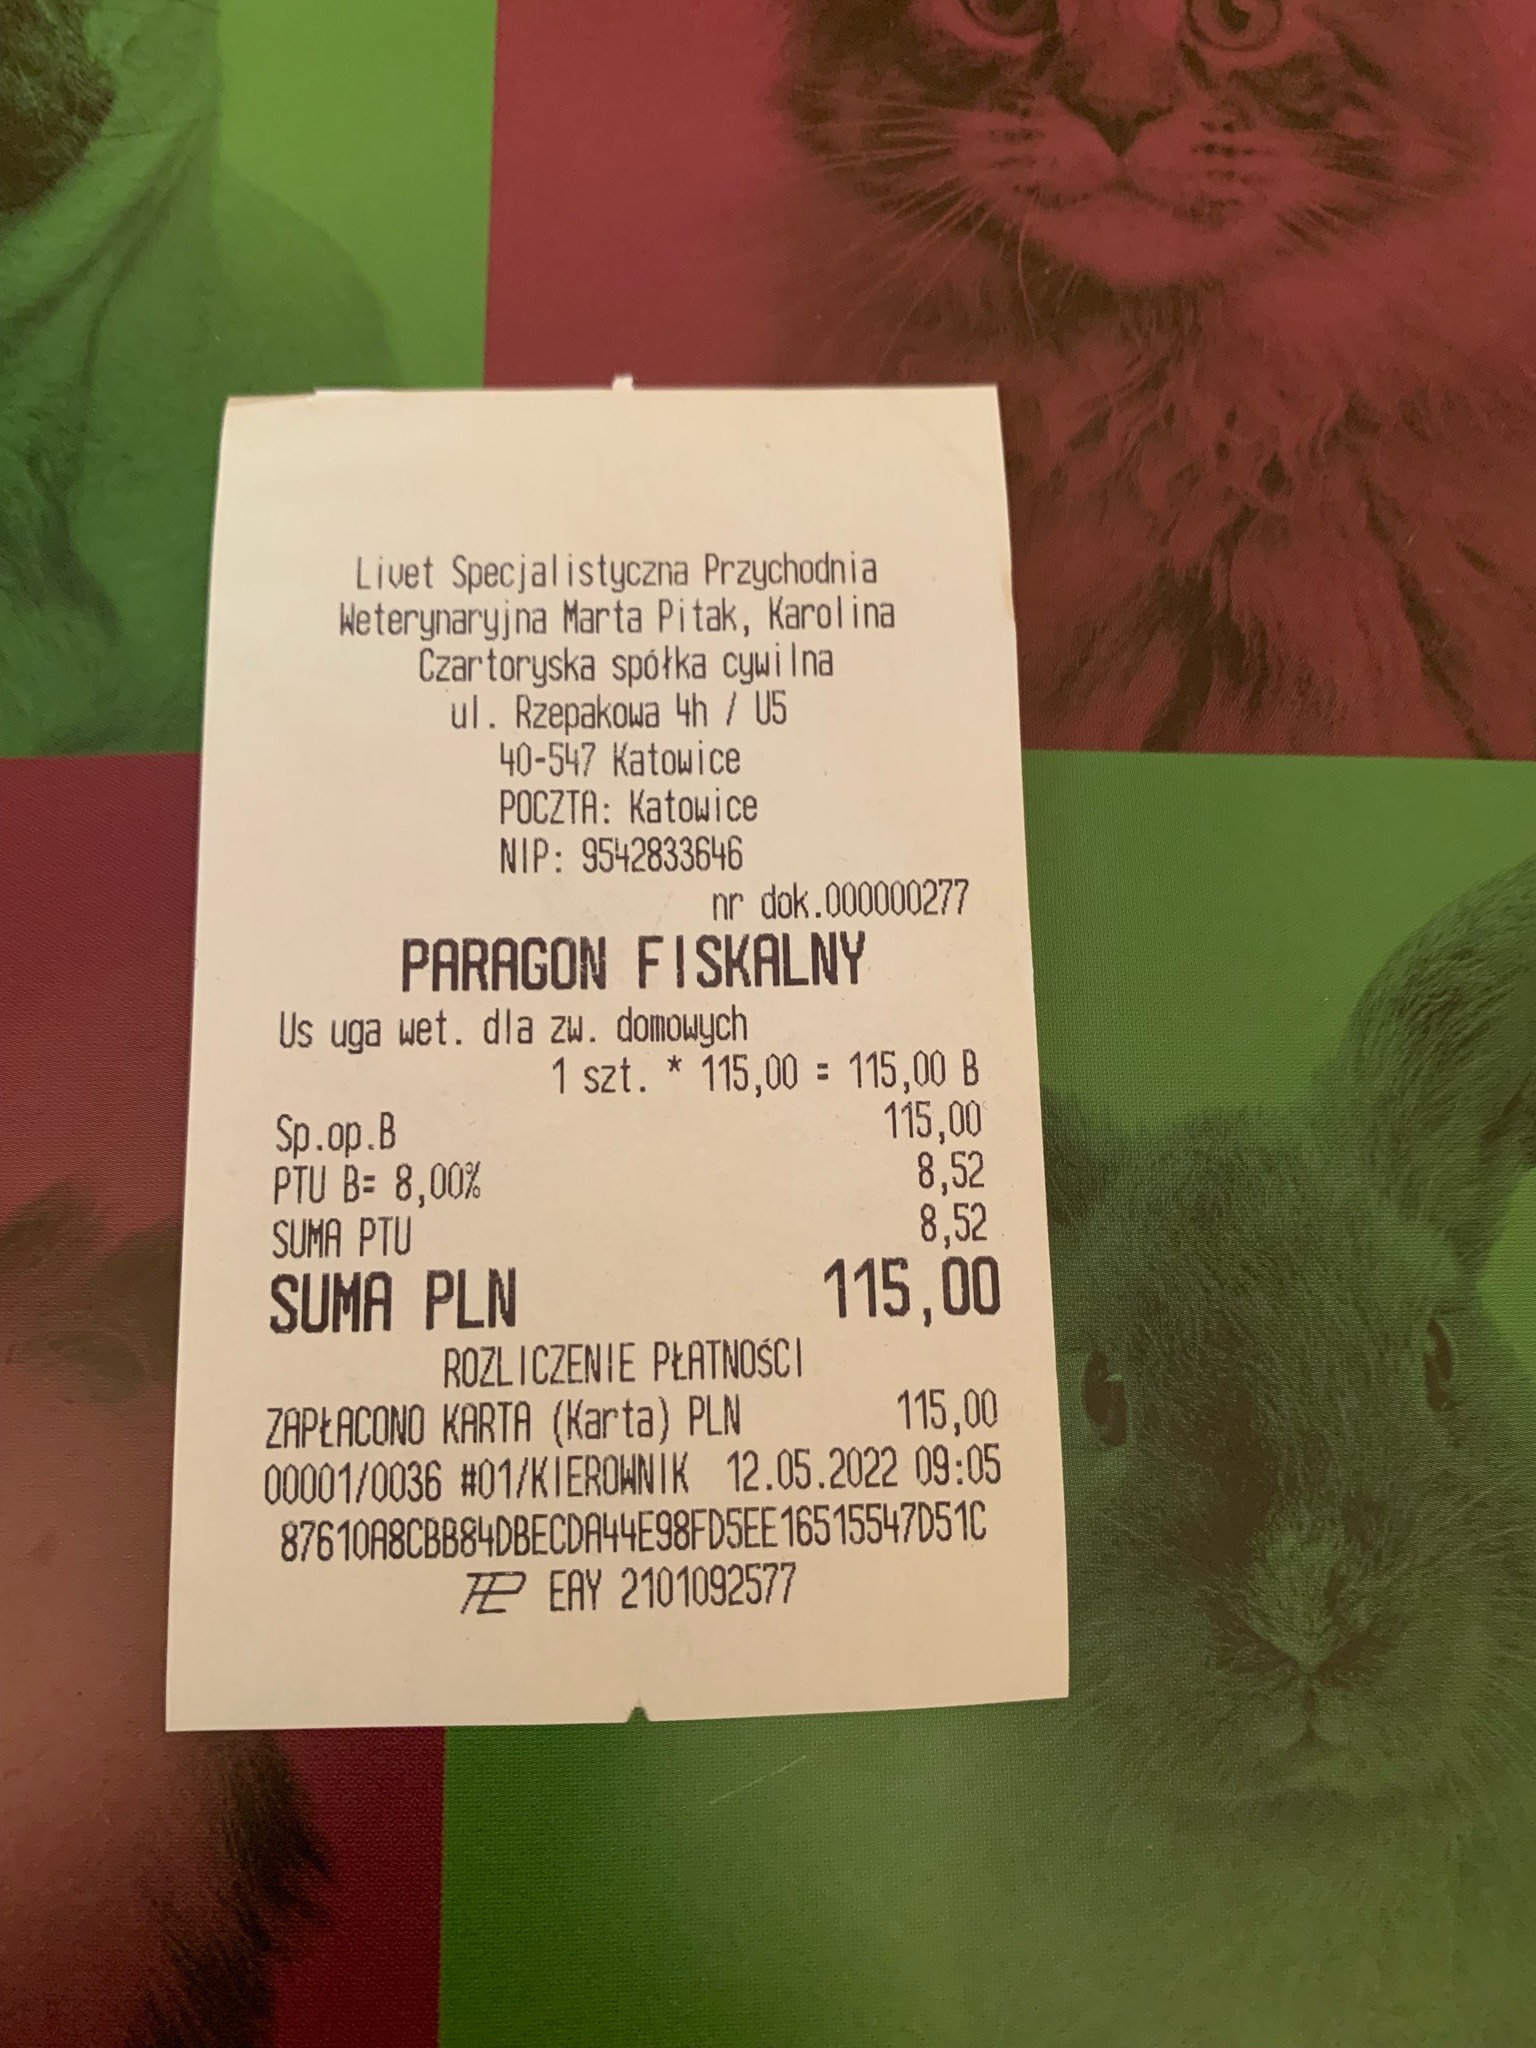 Livet Specjalistyczna Przychodnia
Weterynaryjna Marta Pitak, Karolina
Czartoryska spółka cywilna
ul. Rzepakowa 4h / U5
40-547 Katowice
POCZTA: Katowice
NIP: 9542833646
nr dok.000000277
PARAGON FISKALNY
Us uga wet. dla zw. domowych
1 szt. * 115,00 = 115,00 B
Sp.op.B 115,00
PTU B= 8,00% 8,52
SUMA PTU 8,52
SUMA PLN 115,00
ROZLICZENIE PŁATNOŚCI
ZAPŁACONO KARTA (Karta) PLN 115,00
00001/0036 #01/KIEROWNIK 12.05.2022 09:05
87610A8CBB84DBECDA44E98FD5EE16515547D51C
EAY 2101092577